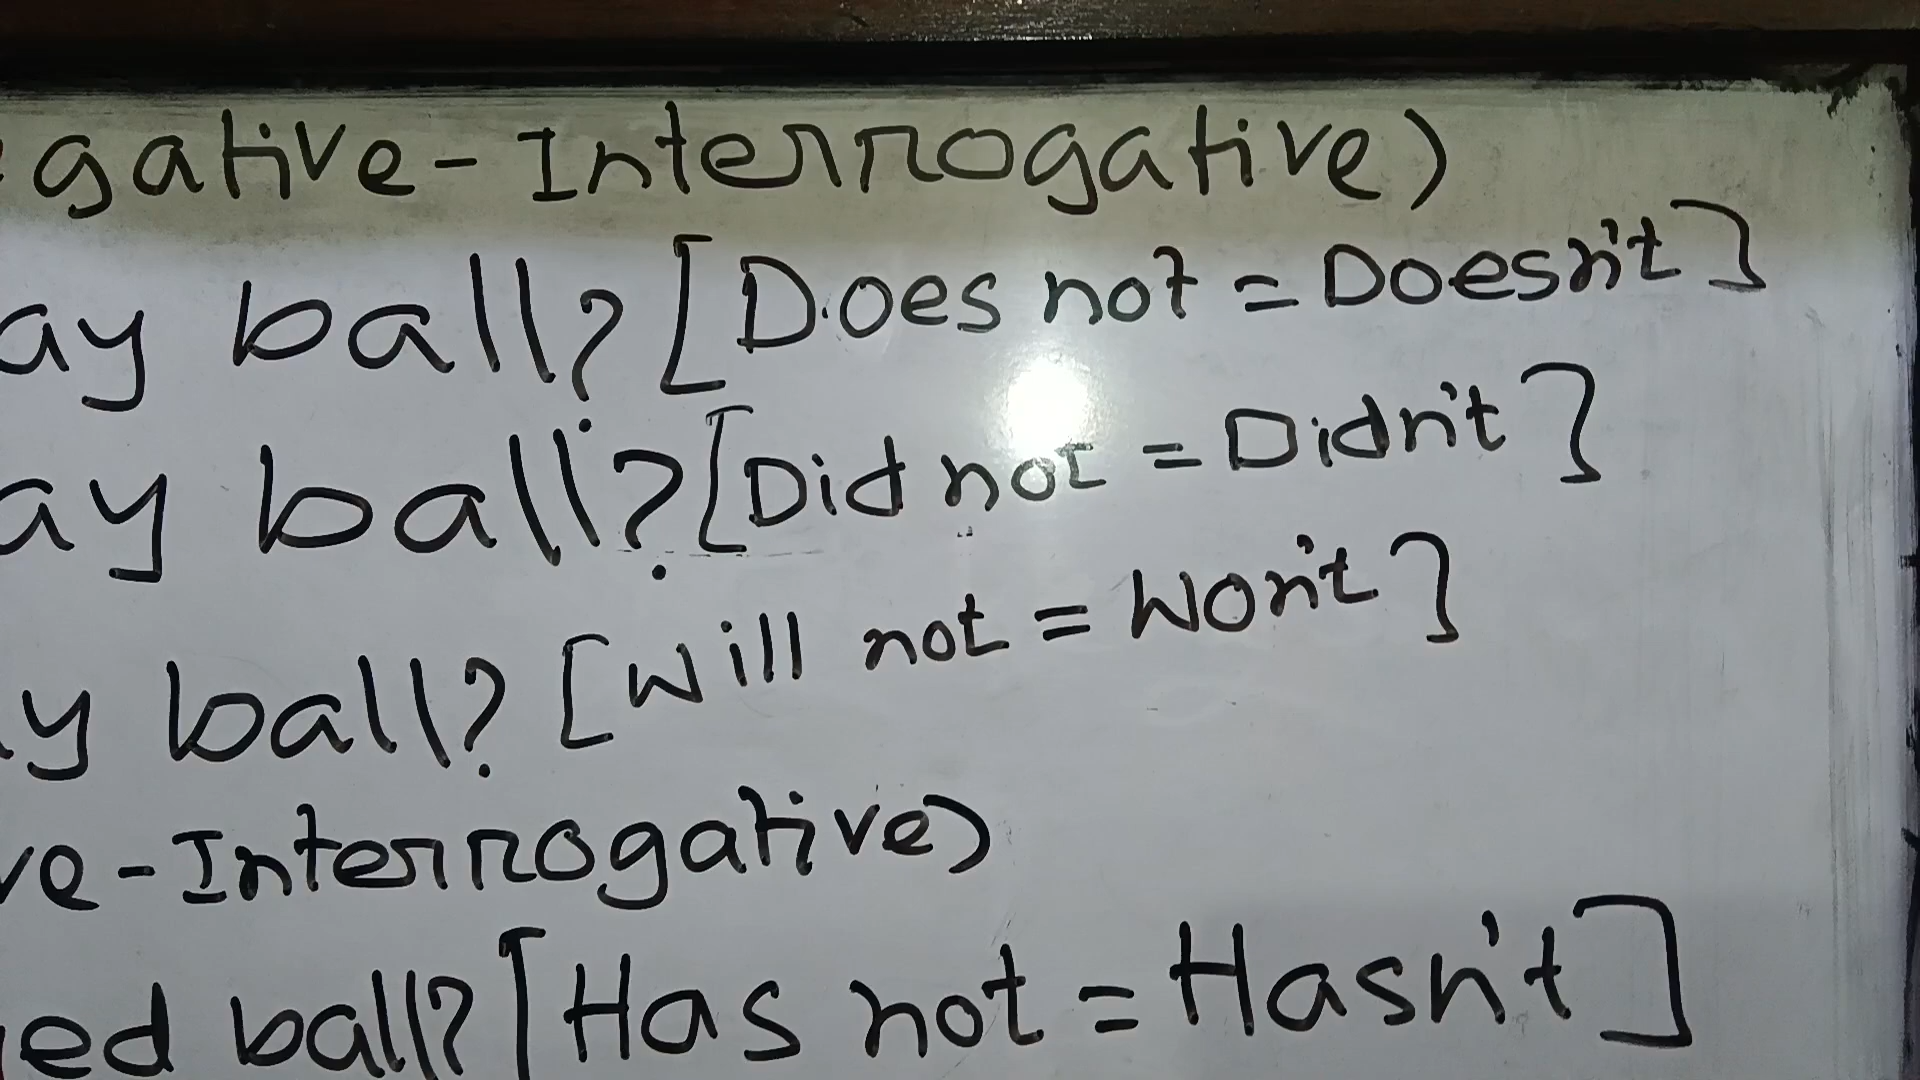 gative-Interrogative)
ay ball? [Does not = Doesn't]
ay ball? [Did not = Didn't]
y ball? [Will not = Won't]
ve-Interrogative)
ed ball? [Has not = Hasn't]